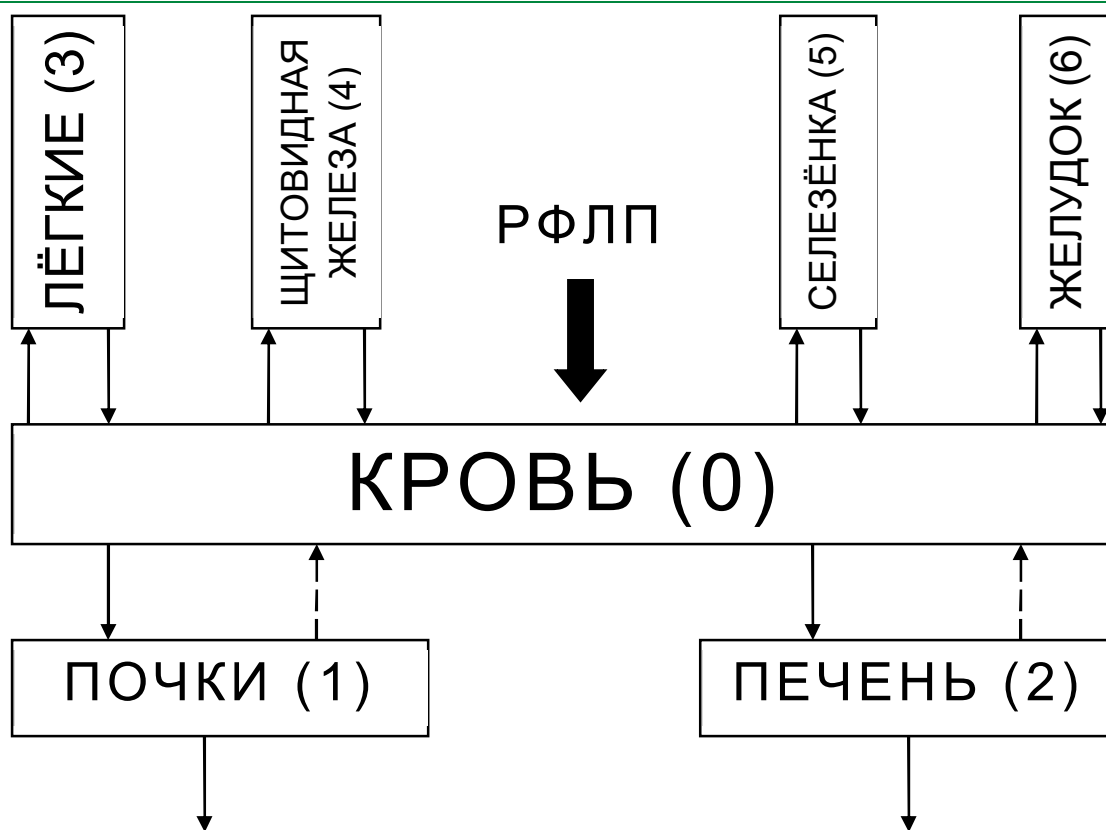 ЛЁГКИЕ (3)
ЩИТОВИДНАЯ
ЖЕЛЕЗА (4)
РФЛП
СЕЛЕЗЁНКА (5)
ЖЕЛУДОК (6)
КРОВЬ (0)
ПОЧКИ (1)
ПЕЧЕНЬ (2)